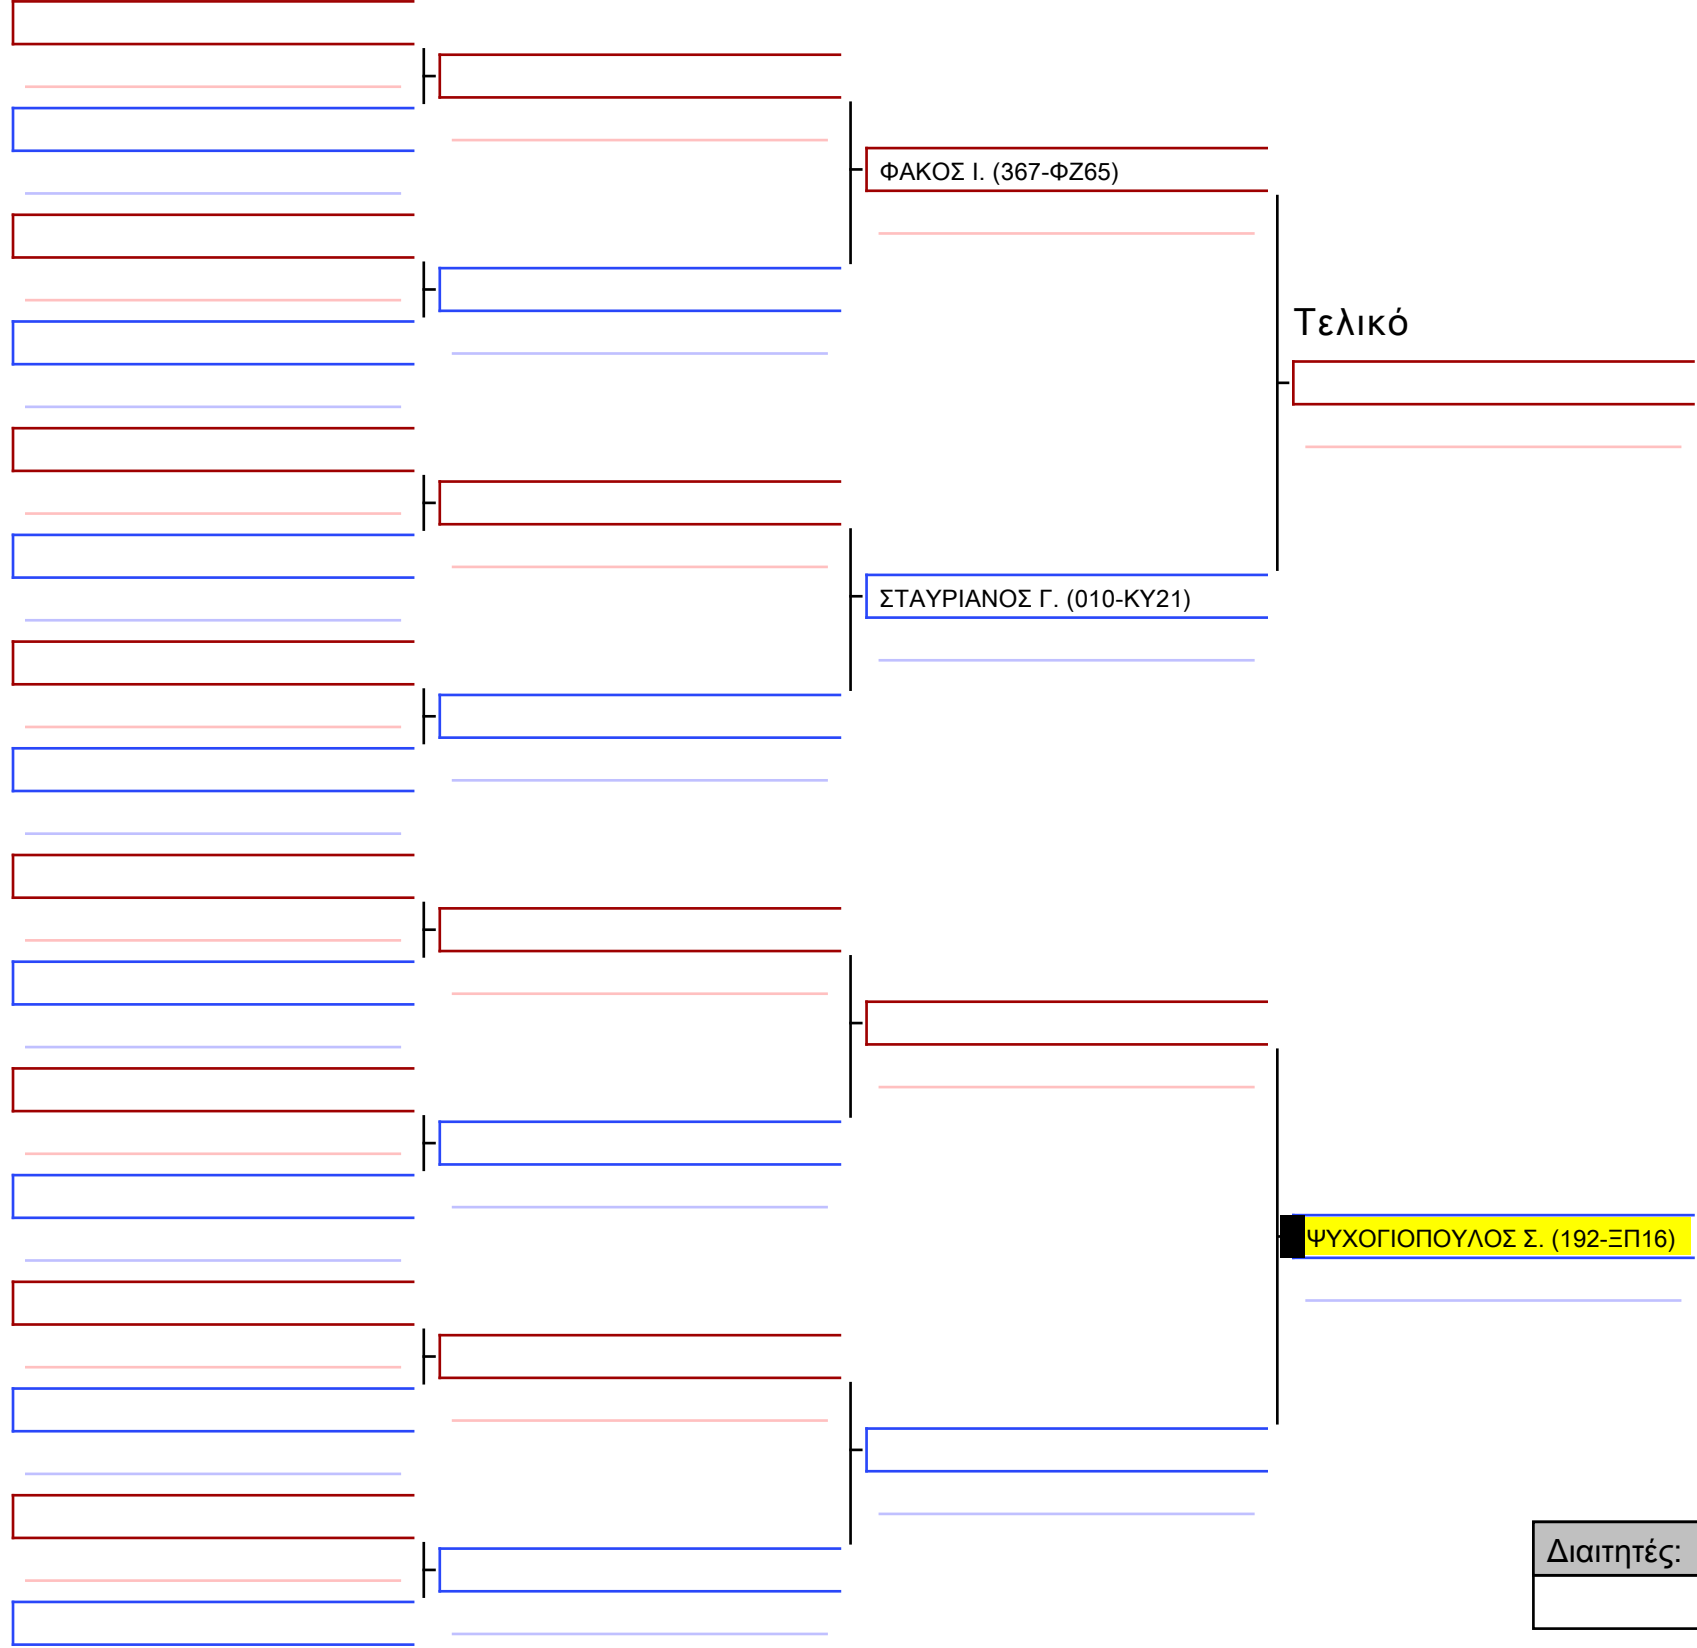 ΦΑΚΟΣ Ι. (367-ΦΖ65)
Τελικό
ΣΤΑΥΡΙΑΝΟΣ Γ. (010-ΚΥ21)
ΨΥΧΟΓΙΟΠΟΥΛΟΣ Σ. (192-ΞΠ16)
Διαιτητές: